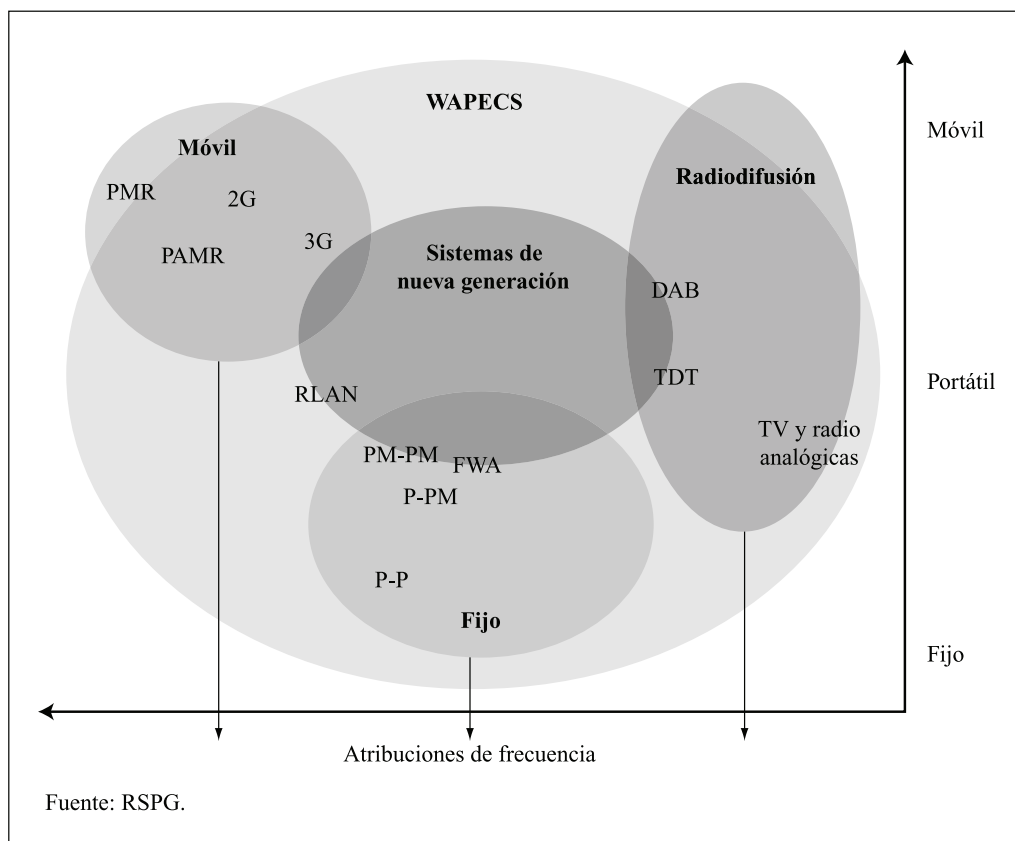 WAPECS
Móvil
Móvil
Radiodifusión
PMR
2G
3G
PAMR
Sistemas de
nueva generación
DAB
TDT
Portátil
RLAN
TV y radio
analógicas
PM-PM
FWA
P-PM
P-P
Fijo
Fijo
Atribuciones de frecuencia
Fuente: RSPG.